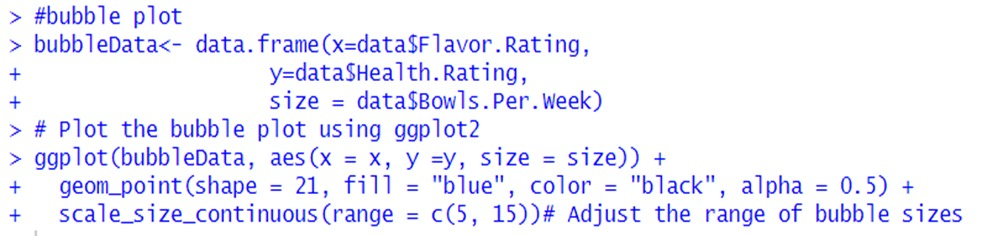 > #bubble plot
> bubbleData<- data.frame(x=data$Flavor.Rating,
+                         y=data$Health.Rating,
+                         size = data$Bowls.Per.Week)
> # Plot the bubble plot using ggplot2
> ggplot(bubbleData, aes(x = x, y =y, size = size)) +
+   geom_point(shape = 21, fill = "blue", color = "black", alpha = 0.5) +
+   scale_size_continuous(range = c(5, 15))# Adjust the range of bubble sizes